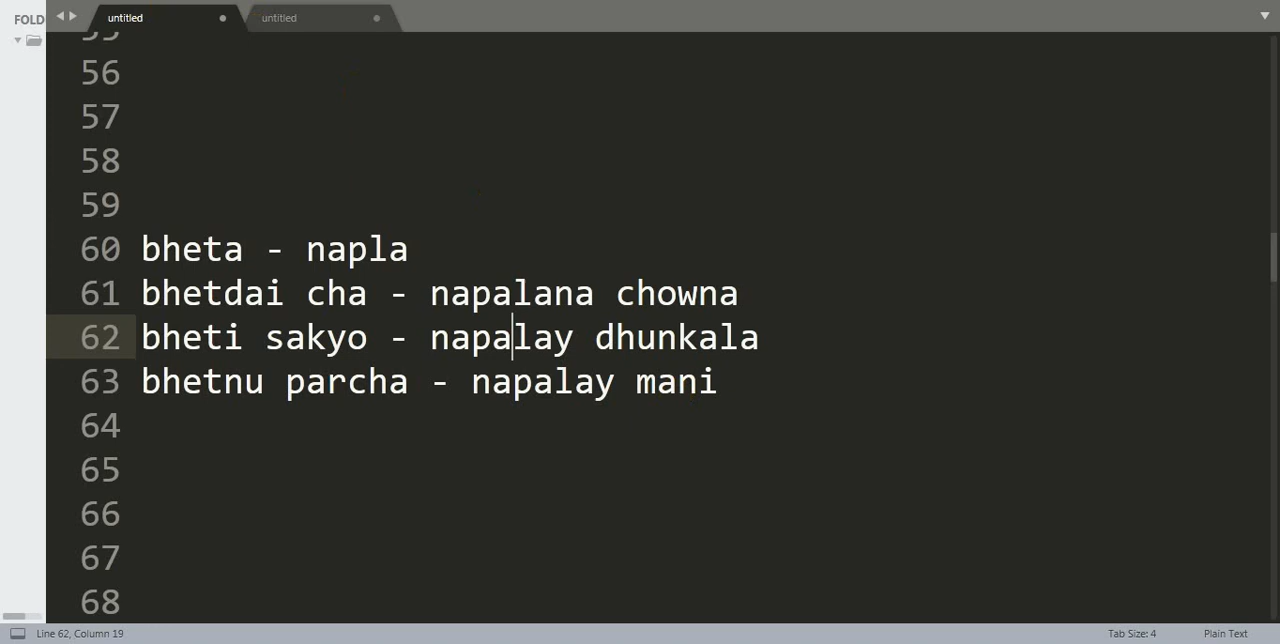 FOLD
untitled
untitled
56
57
58
59
60 bheta - napla
61 bhetdai cha - napalana chowna
62 bheti sakyo - napalay dhunkala
63 bhetnu parcha - napalay mani
64
65
66
67
68
Line 62, Column 19
Tab Size: 4
Plain Text